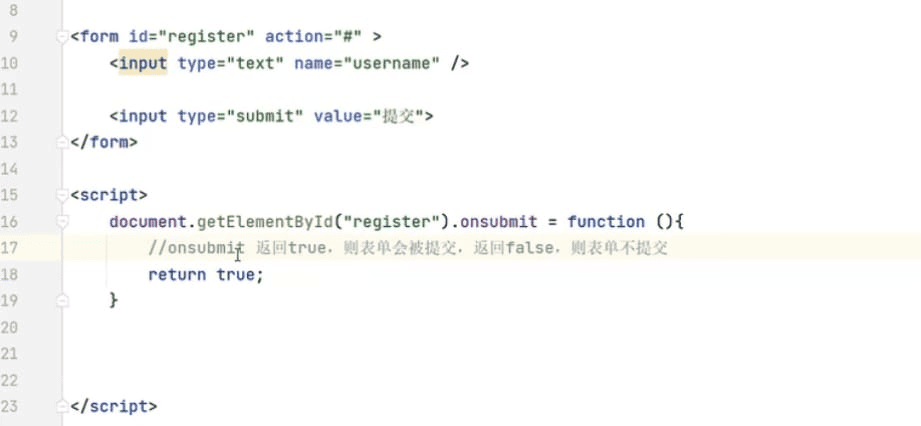 8
9 <form id="register" action="#" >
10 <input type="text" name="username" />
11
12 <input type="submit" value="提交">
13 </form>
14
15 <script>
16 document.getElementById("register").onsubmit = function (){
17 //onsubmit 返回true，则表单会被提交，返回false，则表单不提交
18 return true;
19 }
20
21
22
23 </script>